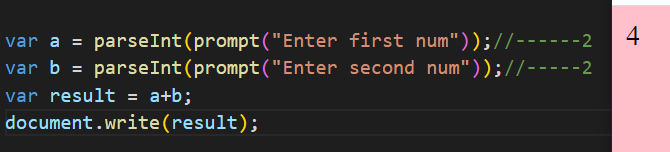 var a = parseInt(prompt("Enter first num"));//------2
var b = parseInt(prompt("Enter second num"));//-----2
var result = a+b;
document.write(result);
4